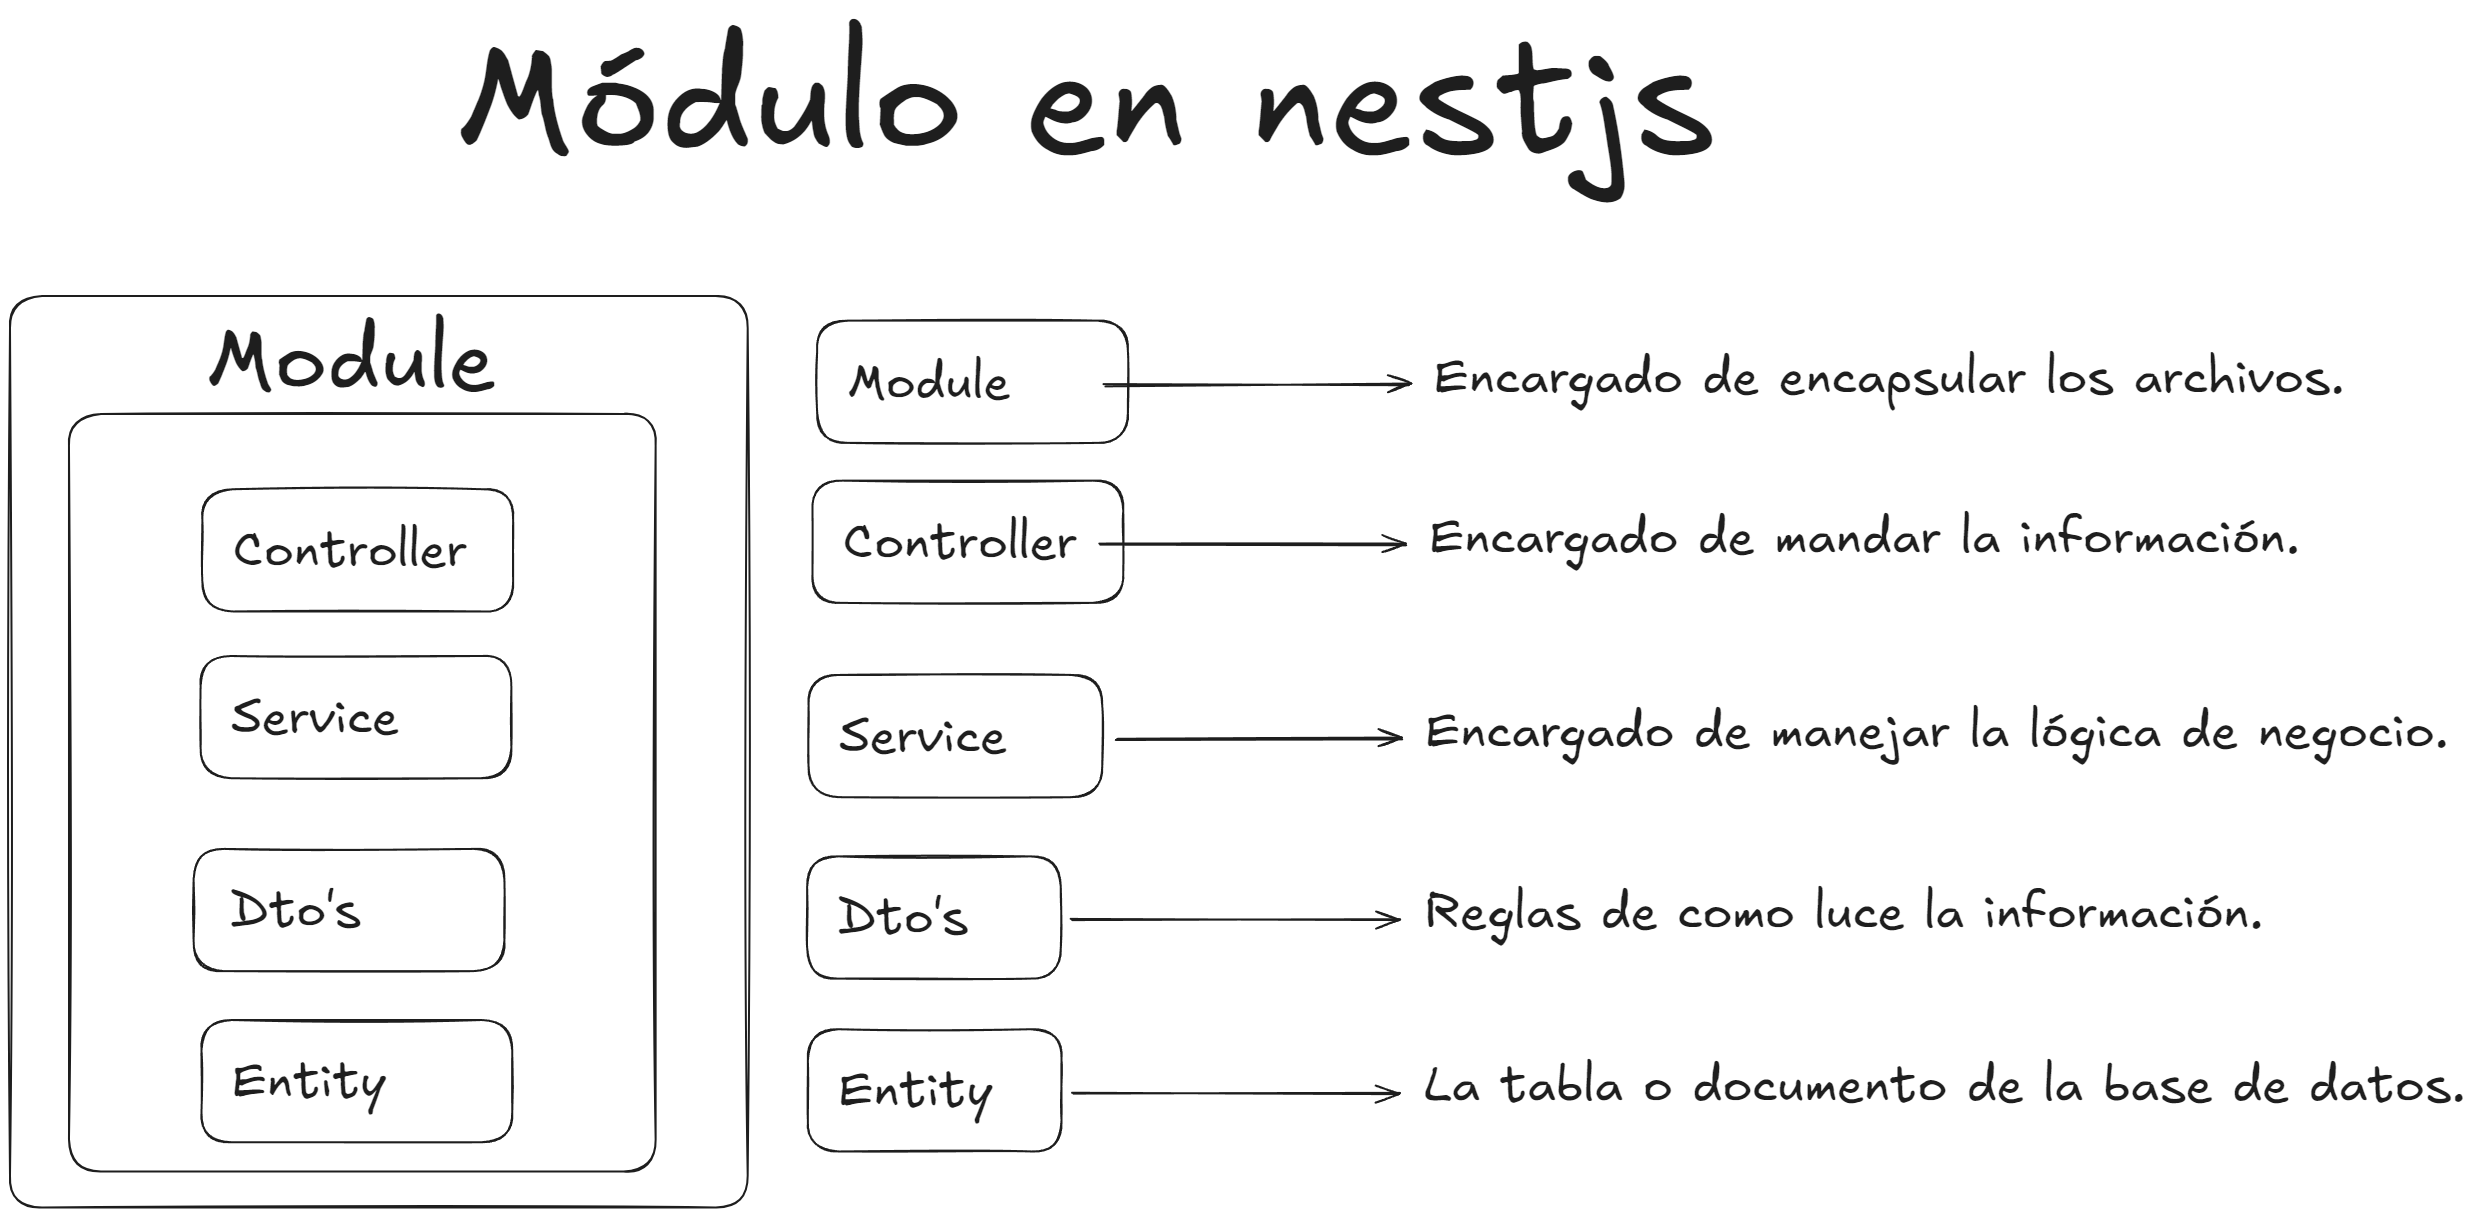 Módulo en nestjs
Module
Controller
Service
Dto's
Entity
Module
Encargado de encapsular los archivos.
Controller
Encargado de mandar la información.
Service
Encargado de manejar la lógica de negocio.
Dto's
Reglas de como luce la información.
Entity
La tabla o documento de la base de datos.